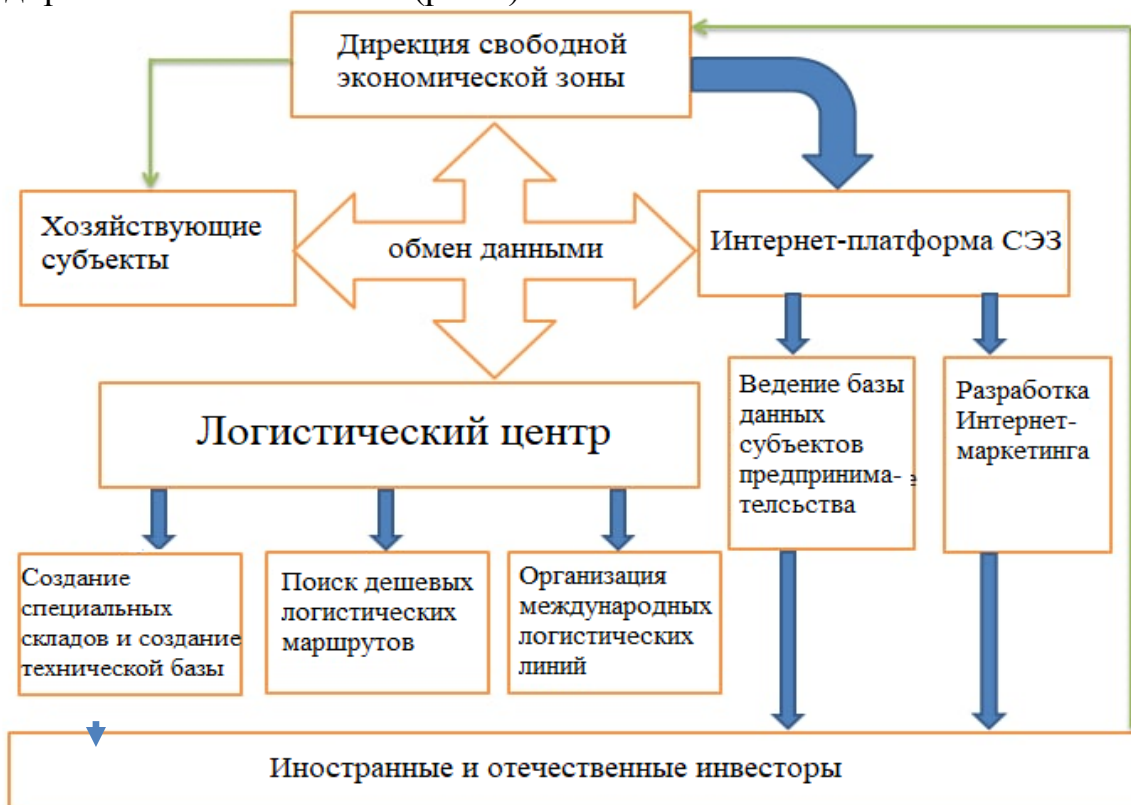 Дирекция свободной
экономической зоны
Хозяйствующие
субъекты
обмен данными
Интернет-платформа СЭЗ
Логистический центр
Ведение базы
данных
субъектов
предпринима-
телсьства
Разработка
Интернет-
маркетинга
Создание
специальных
складов и создание
технической базы
Поиск дешевых
логистических
маршрутов
Организация
международных
логистических
линий
Иностранные и отечественные инвесторы